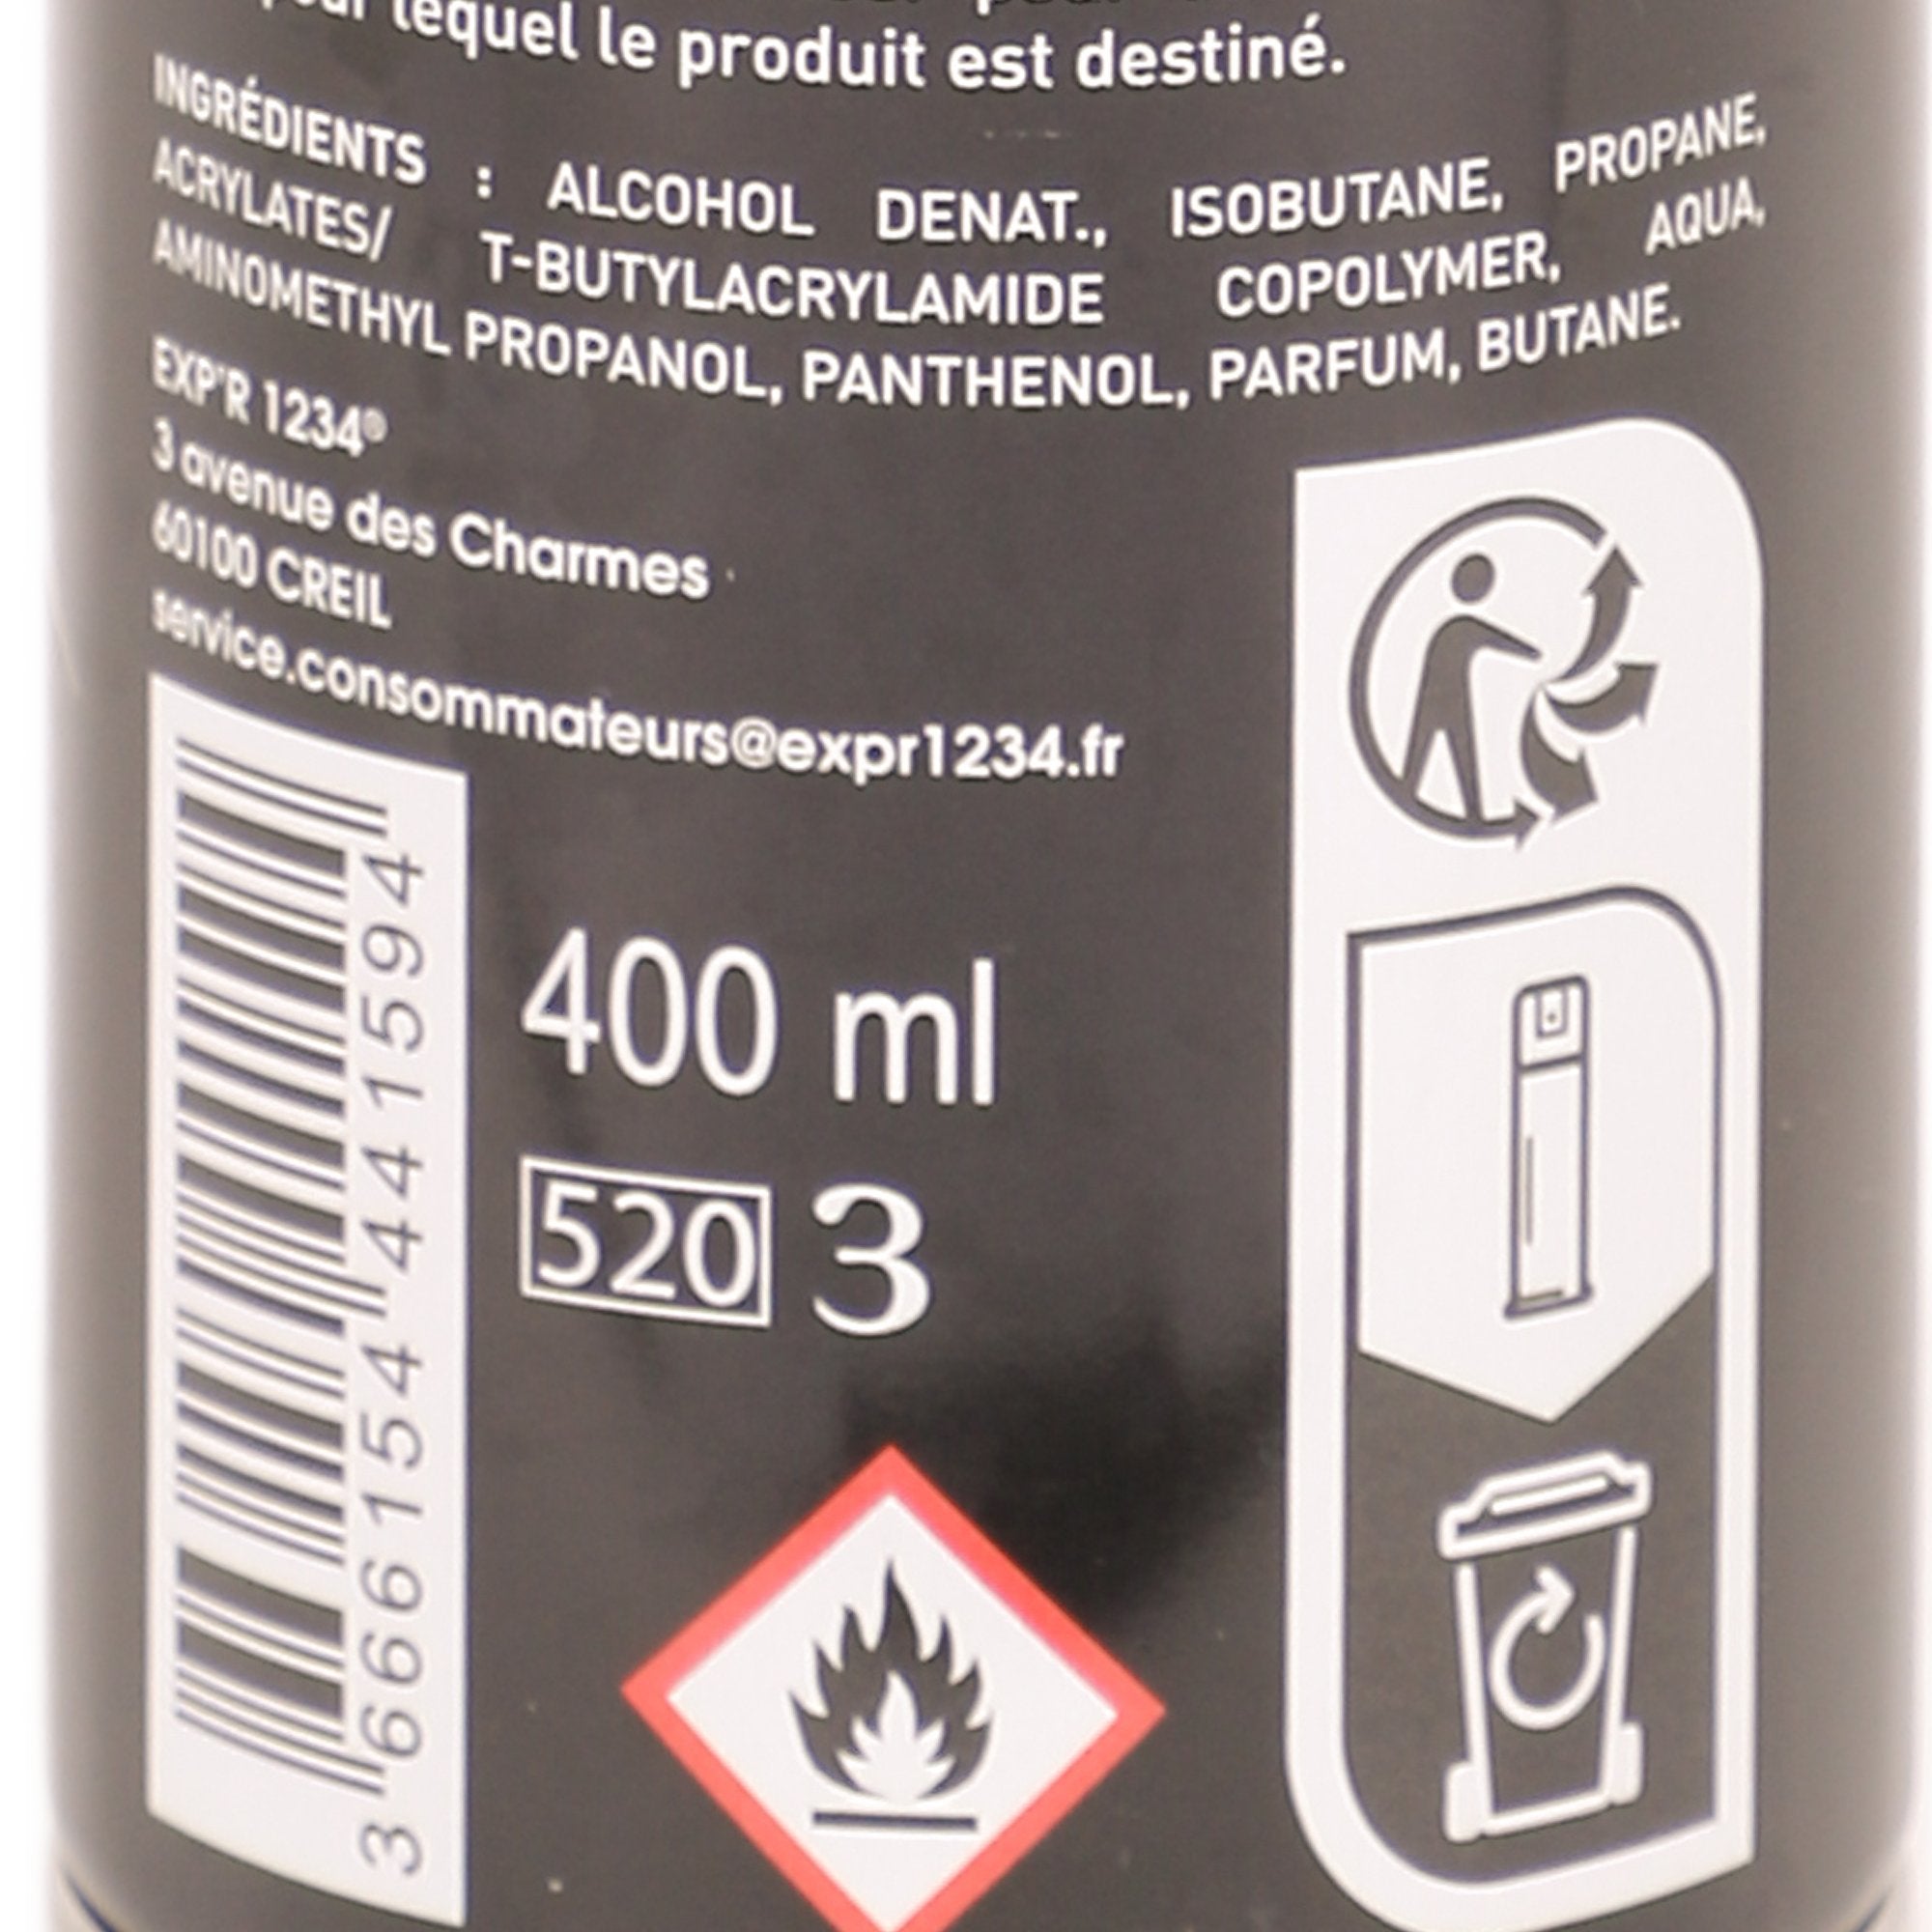 lequel le produit est destiné.
INGRÉDIENTS : ALCOHOL DENAT., ISOBUTANE, PROPANE,
ACRYLATES/ T-BUTYLACRYLAMIDE COPOLYMER, AQUA,
AMINOMETHYL PROPANOL, PANTHENOL, PARFUM, BUTANE.
EXP'R 1234®
3 avenue des Charmes
60100 CREIL
service.consommateurs@expr1234.fr
3 666154 441594
400 ml
520 3